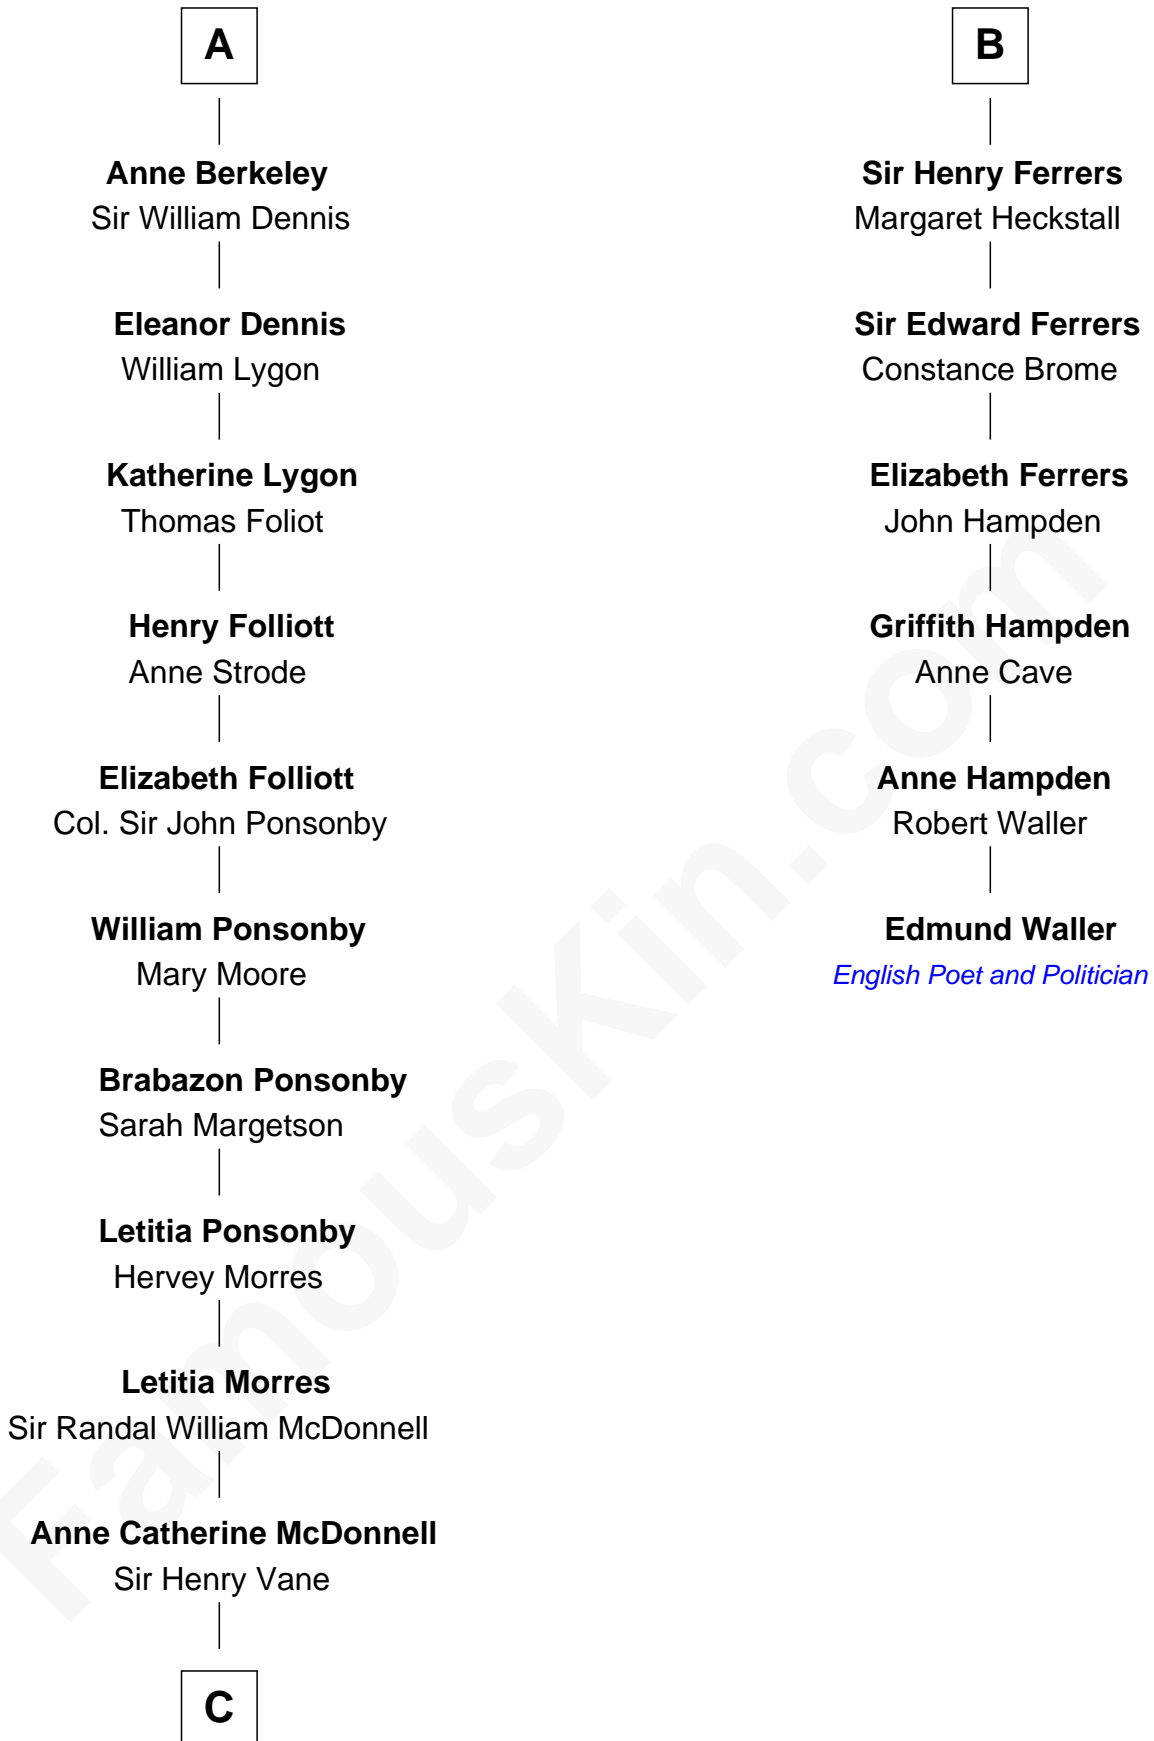 A
Anne Berkeley
Sir William Dennis
Eleanor Dennis
William Lygon
Katherine Lygon
Thomas Foliot
Henry Folliott
Anne Strode
Elizabeth Folliott
Col. Sir John Ponsonby
William Ponsonby
Mary Moore
Brabazon Ponsonby
Sarah Margetson
Letitia Ponsonby
Hervey Morres
Letitia Morres
Sir Randal William McDonnell
Anne Catherine McDonnell
Sir Henry Vane
C
B
Sir Henry Ferrers
Margaret Heckstall
Sir Edward Ferrers
Constance Brome
Elizabeth Ferrers
John Hampden
Griffith Hampden
Anne Cave
Anne Hampden
Robert Waller
Edmund Waller
English Poet and Politician
FamousKin.com